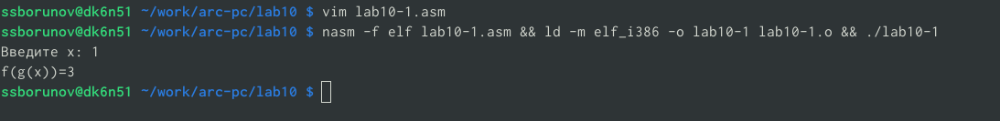 ssborunov@dk6n51 ~/work/arc-pc/lab10 $ vim lab10-1.asm
ssborunov@dk6n51 ~/work/arc-pc/lab10 $ nasm -f elf lab10-1.asm && ld -m elf_i386 -o lab10-1 lab10-1.o && ./lab10-1
Введите x: 1
f(g(x))=3
ssborunov@dk6n51 ~/work/arc-pc/lab10 $